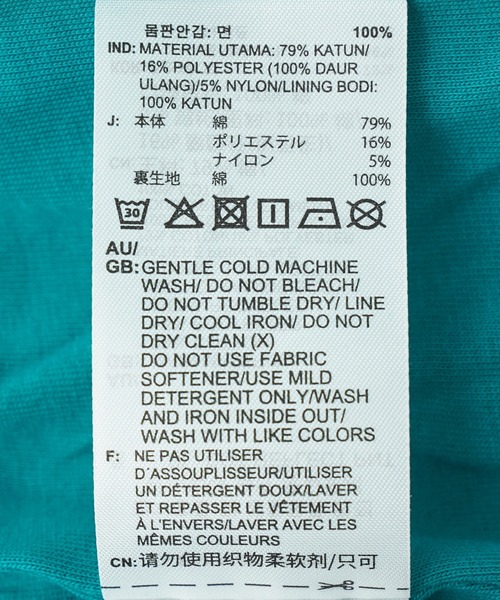 몸판안감: 면 100%
IND: MATERIAL UTAMA: 79% KATUN/
16% POLYESTER (100% DAUR
ULANG)/5% NYLON/LINING BODI:
100% KATUN
J: 本体 綿 79%
ポリエステル 16%
ナイロン 5%
裏生地 綿 100%
30
AU/
GB: GENTLE COLD MACHINE
WASH/ DO NOT BLEACH/
DO NOT TUMBLE DRY/ LINE
DRY/ COOL IRON/ DO NOT
DRY CLEAN (X)
DO NOT USE FABRIC
SOFTENER/USE MILD
DETERGENT ONLY/WASH
AND IRON INSIDE OUT/
WASH WITH LIKE COLORS
F: NE PAS UTILISER
D´ASSOUPLISSEUR/UTILISER
UN DÉTERGENT DOUX/LAVER
ET REPASSER LE VÊTEMENT
À L'ENVERS/LAVER AVEC LES
MÊMES COULEURS
CN: 请勿使用织物柔软剂/只可